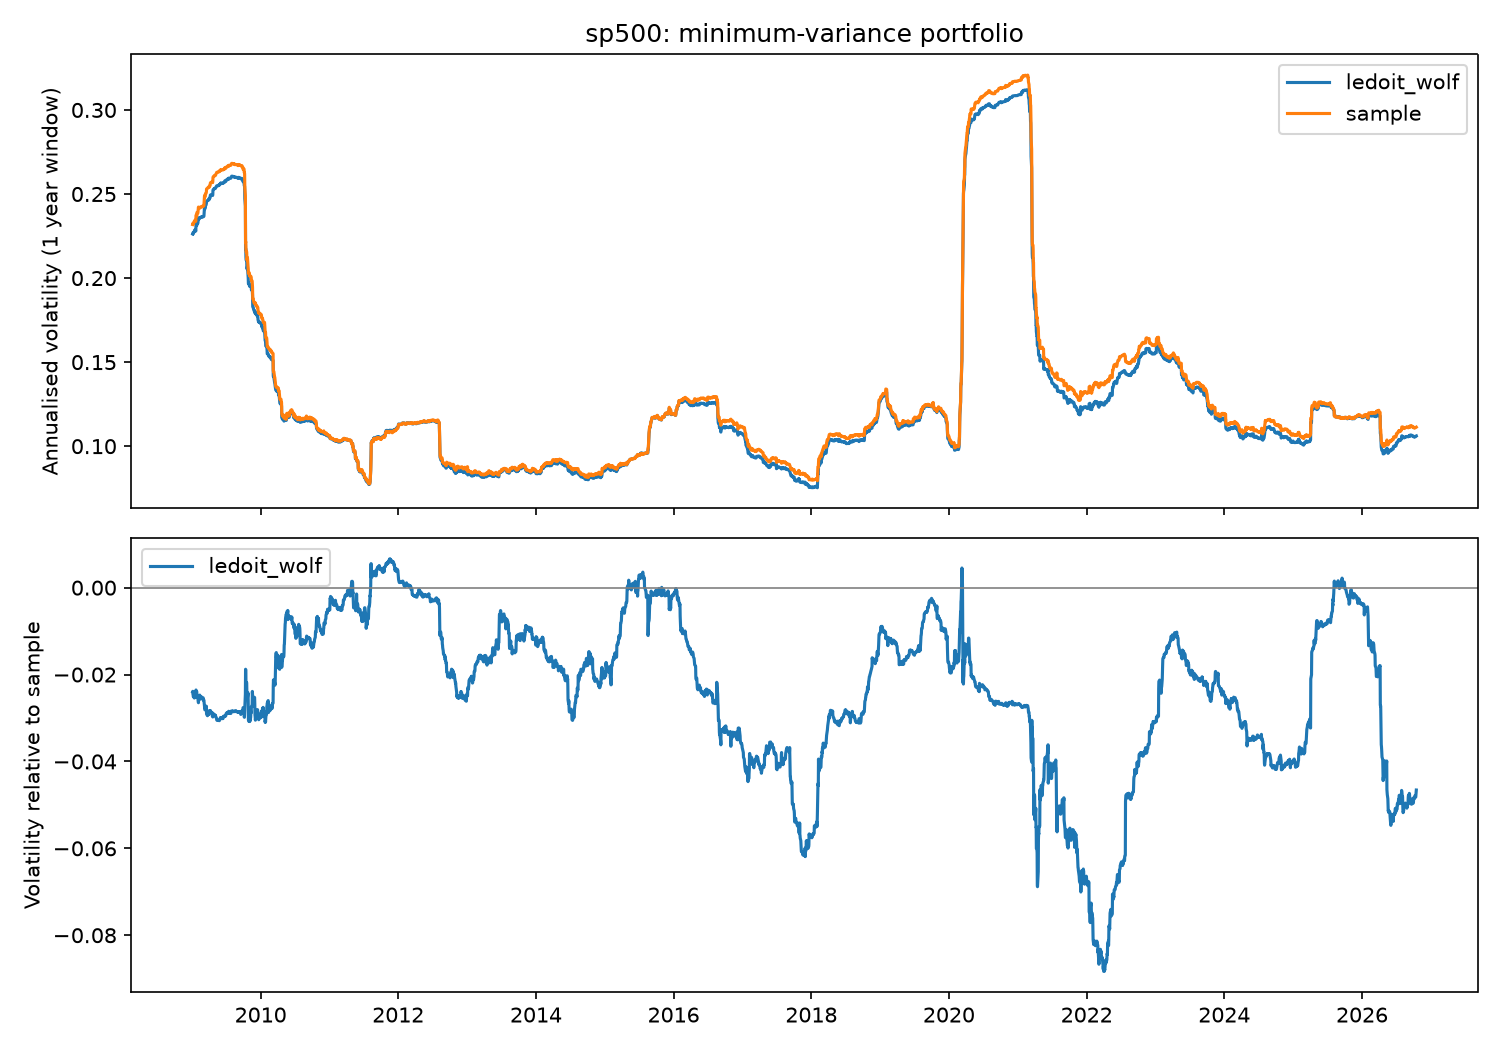 sp500: minimum-variance portfolio
Annualised volatility (1 year window)
0.30
0.25
0.20
0.15
0.10
ledoit_wolf
sample
Volatility relative to sample
0.00
−0.02
−0.04
−0.06
−0.08
ledoit_wolf
2010 2012 2014 2016 2018 2020 2022 2024 2026